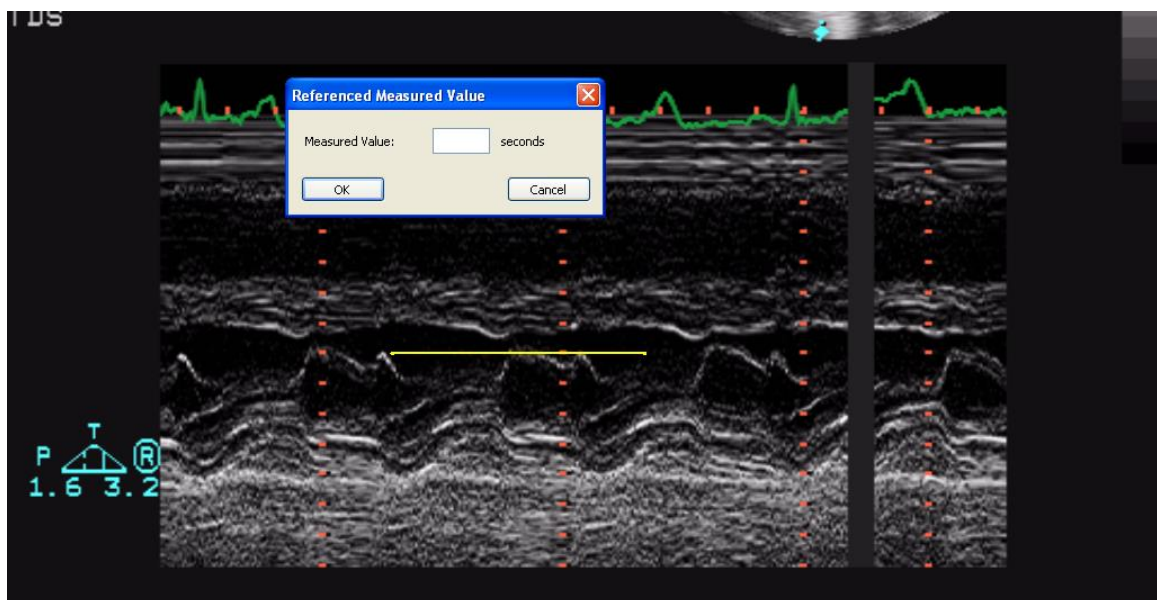 TDS
Referenced Measured Value
Measured Value: seconds
OK Cancel
T
P R
1.6 3.2